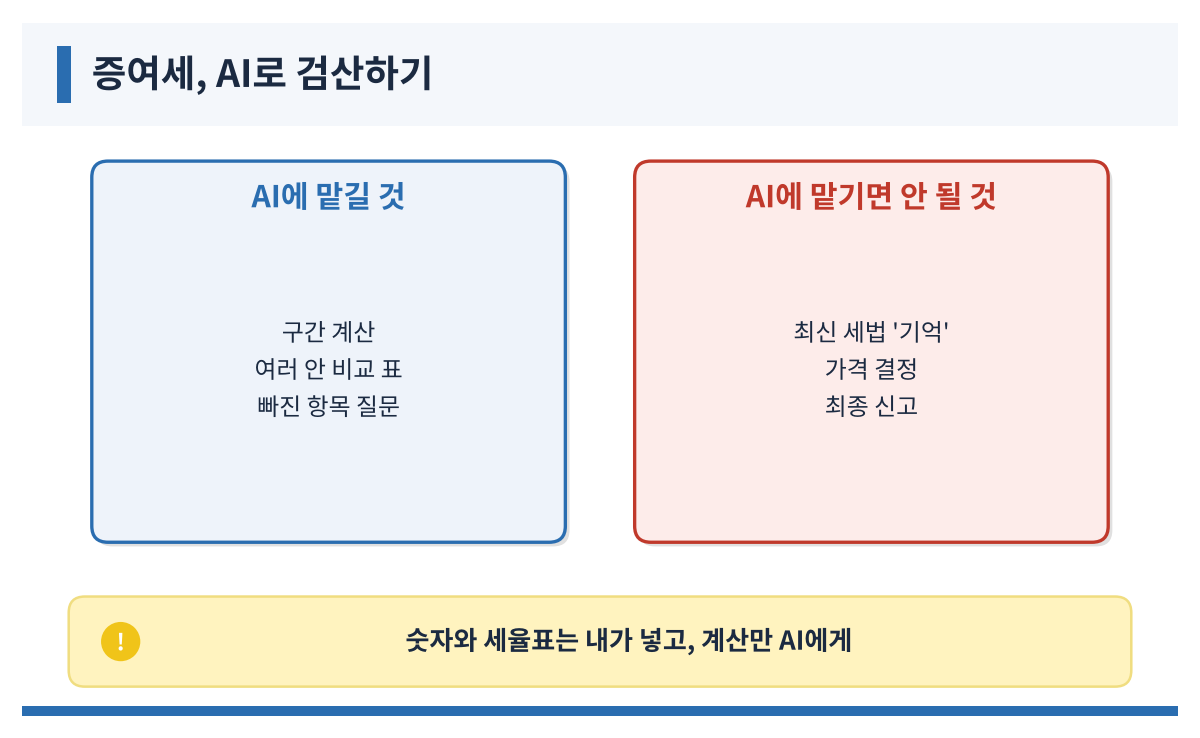 증여세, AI로 검산하기
AI에 맡길 것
구간 계산
여러 안 비교 표
빠진 항목 질문
AI에 맡기면 안 될 것
최신 세법 '기억'
가격 결정
최종 신고
!
숫자와 세율표는 내가 넣고, 계산만 AI에게